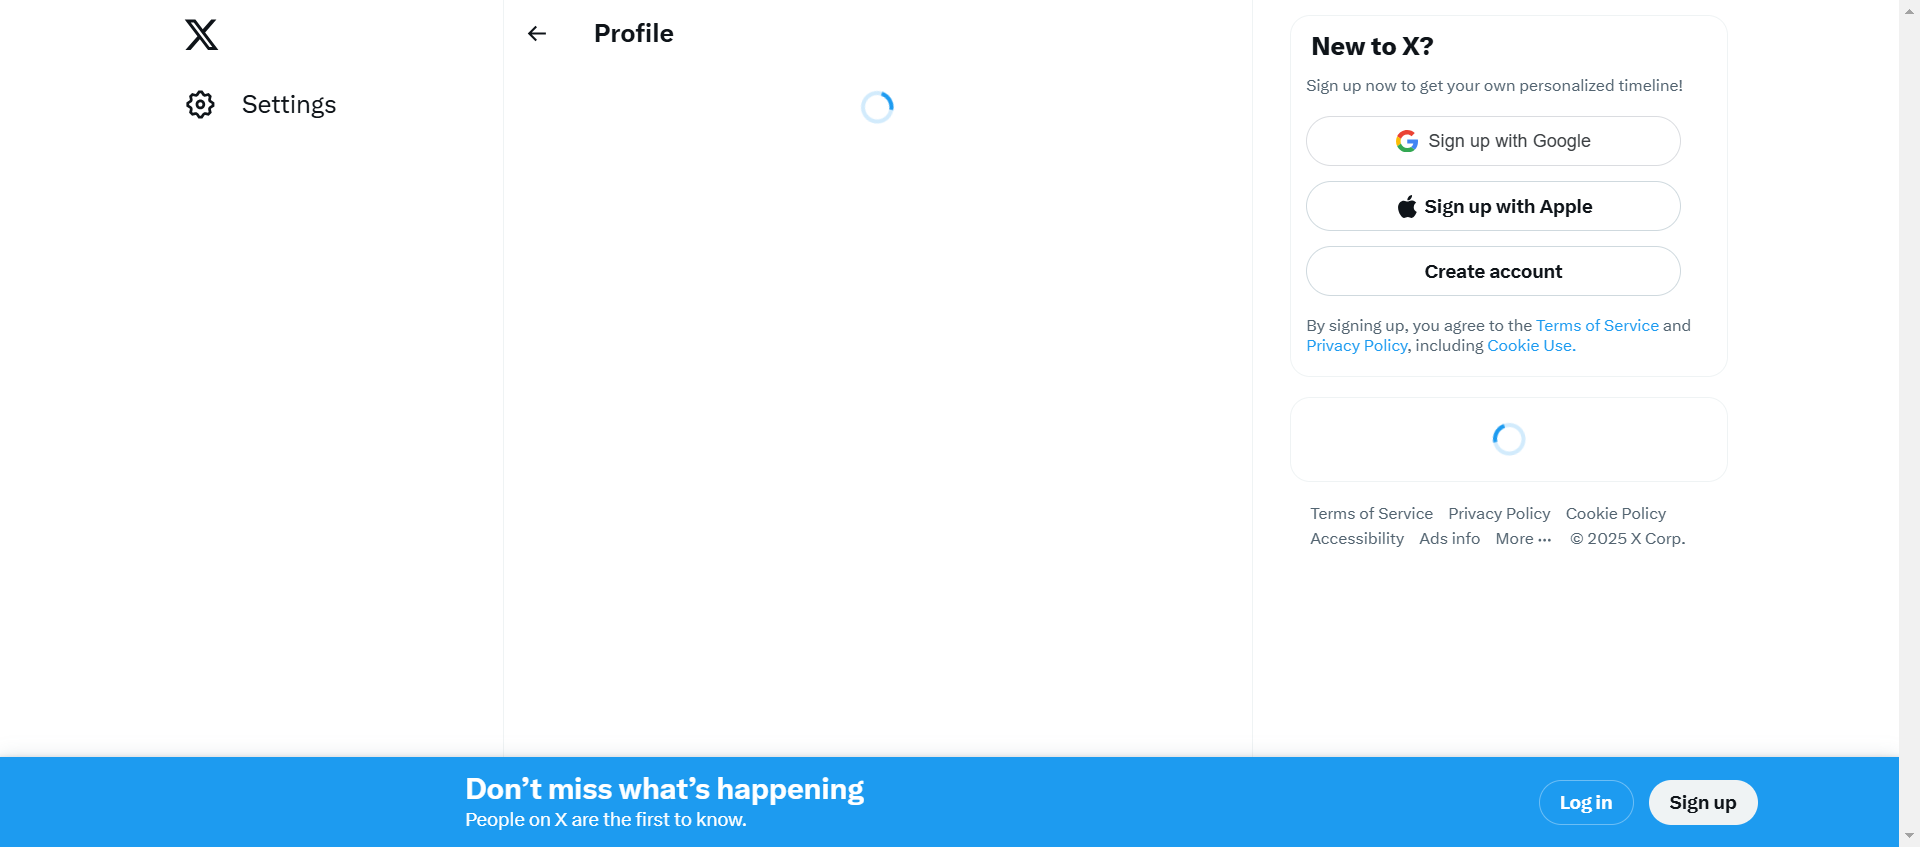 Settings
Profile
New to X?
Sign up now to get your own personalized timeline!
Sign up with Google
Sign up with Apple
Create account
By signing up, you agree to the Terms of Service and
Privacy Policy, including Cookie Use.
Terms of Service Privacy Policy Cookie Policy
Accessibility Ads info More ··· © 2025 X Corp.
Don’t miss what’s happening
People on X are the first to know.
Log in
Sign up